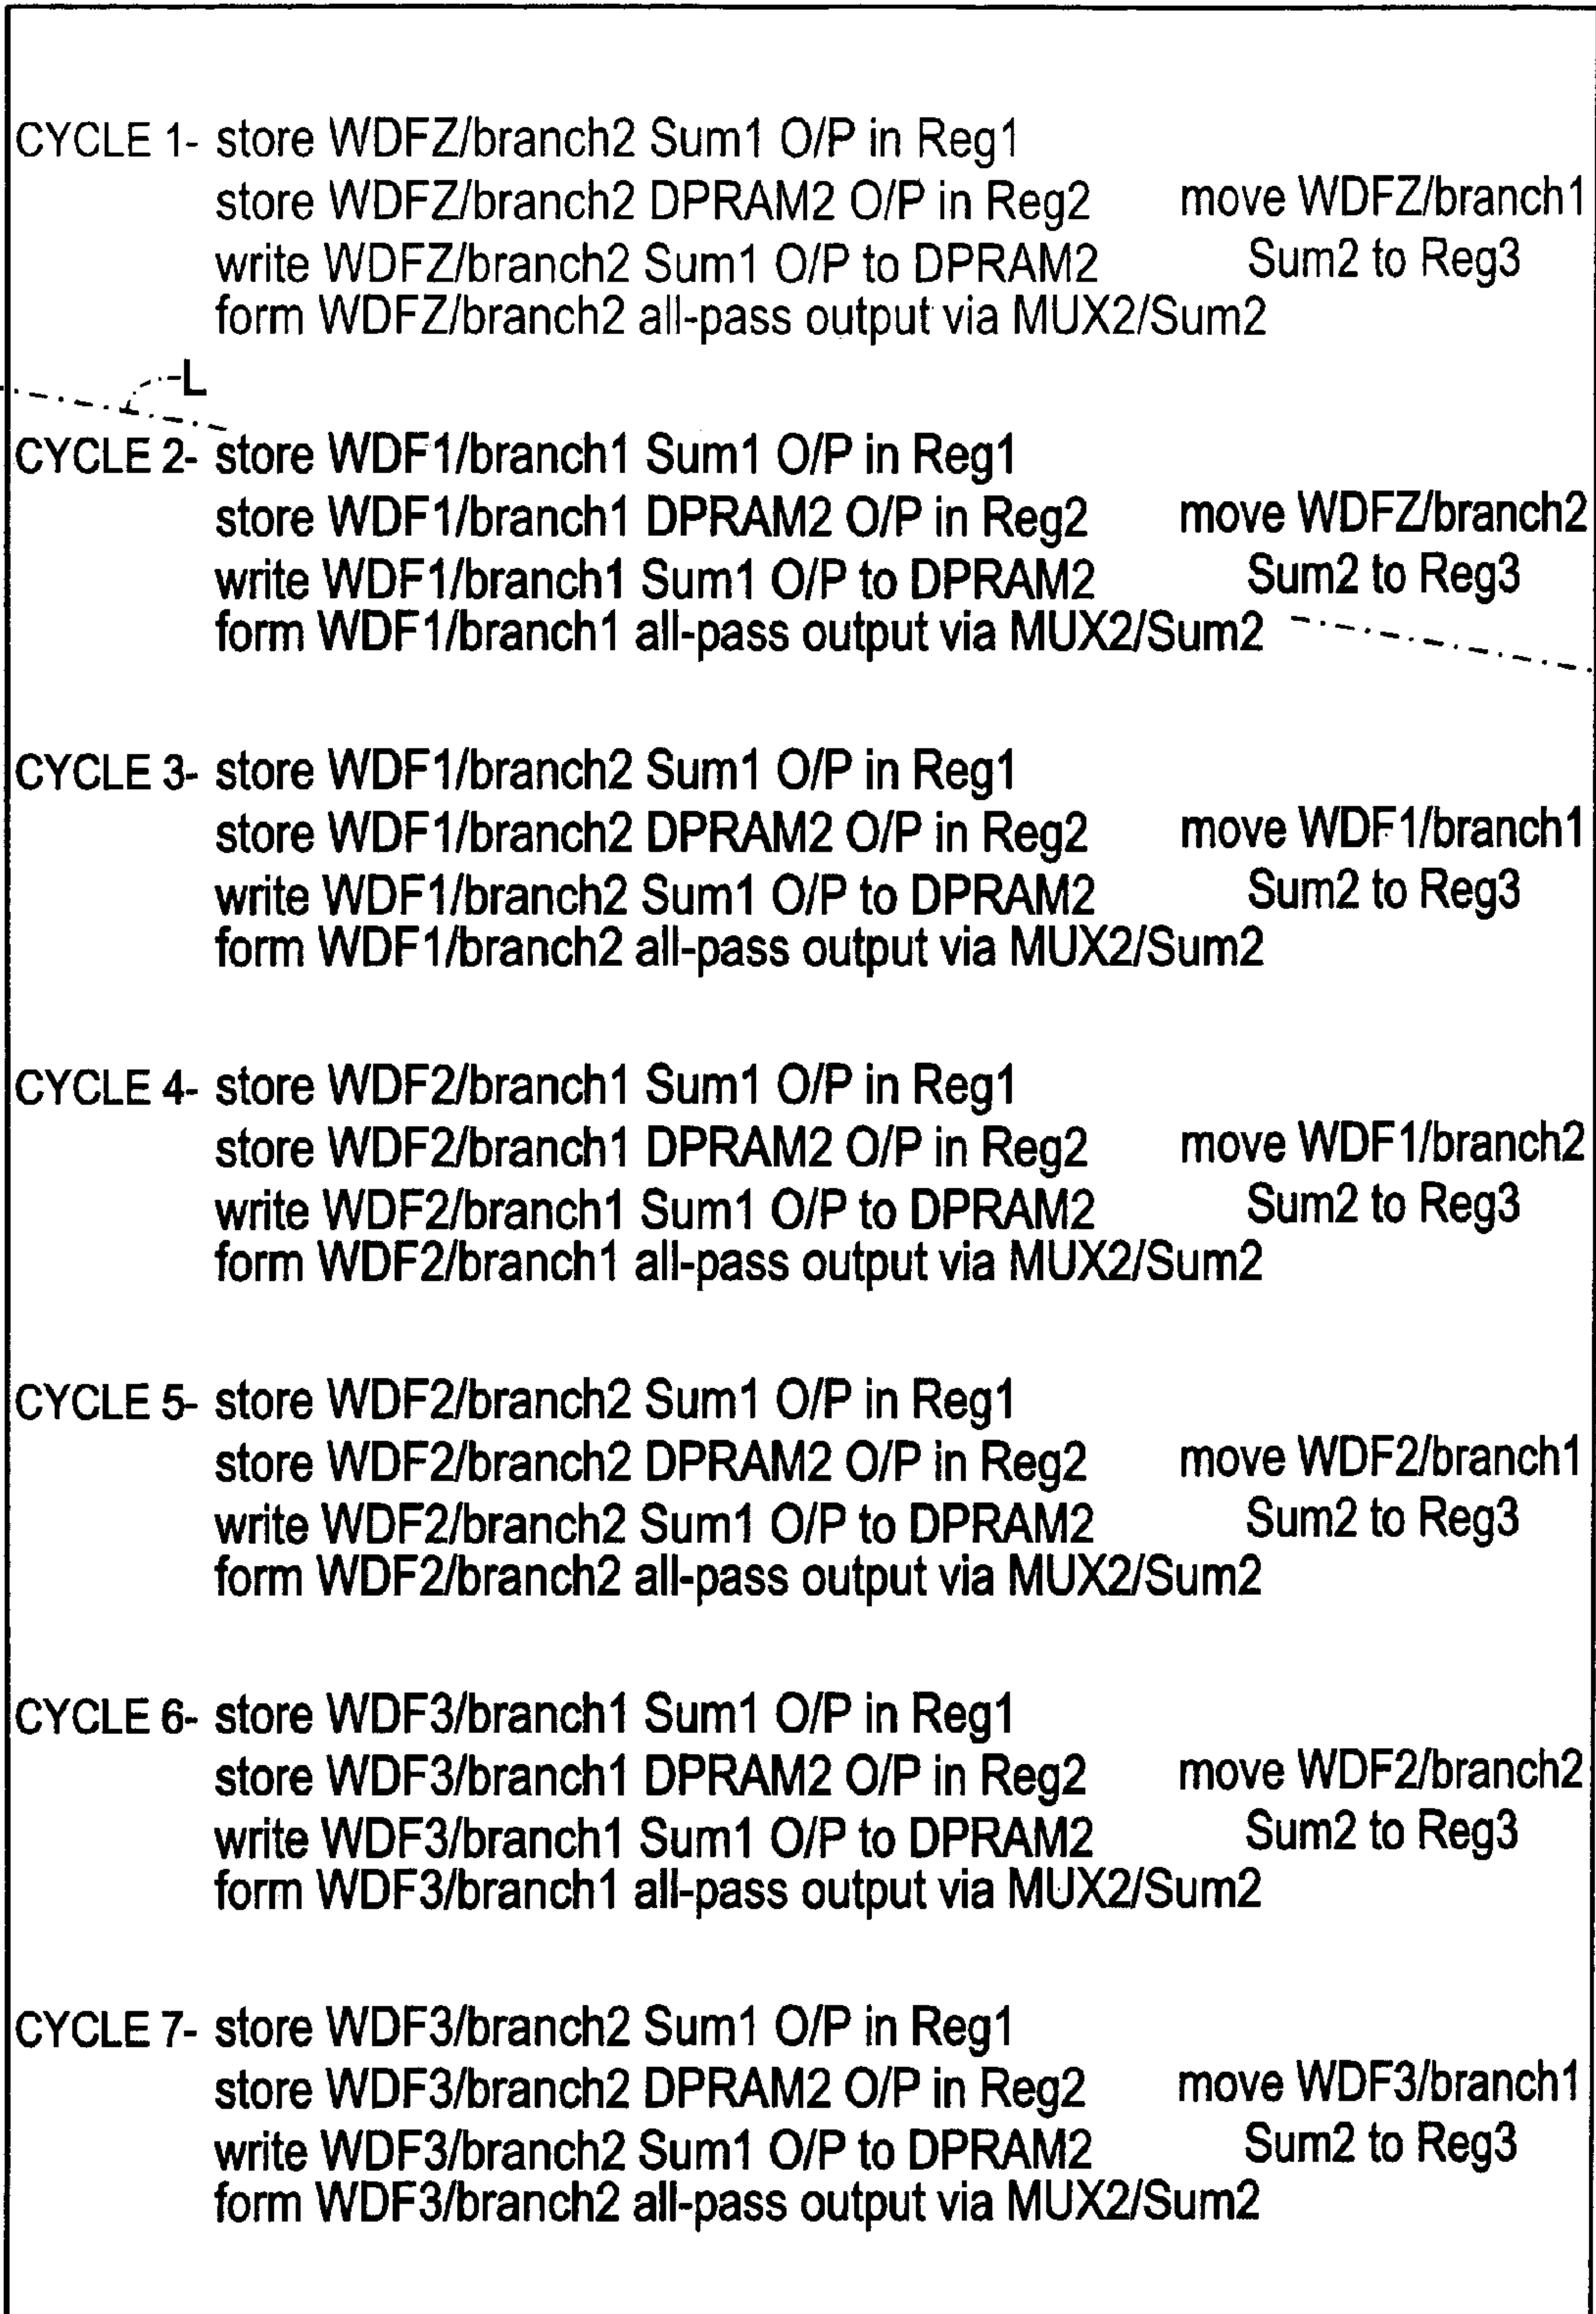 CYCLE 1- store WDFZ/branch2 Sum1 O/P in Reg1
store WDFZ/branch2 DPRAM2 O/P in Reg2 move WDFZ/branch1
write WDFZ/branch2 Sum1 O/P to DPRAM2 Sum2 to Reg3
form WDFZ/branch2 all-pass output via MUX2/Sum2
L
CYCLE 2- store WDF1/branch1 Sum1 O/P in Reg1
store WDF1/branch1 DPRAM2 O/P in Reg2 move WDFZ/branch2
write WDF1/branch1 Sum1 O/P to DPRAM2 Sum2 to Reg3
form WDF1/branch1 all-pass output via MUX2/Sum2
CYCLE 3- store WDF1/branch2 Sum1 O/P in Reg1
store WDF1/branch2 DPRAM2 O/P in Reg2 move WDF1/branch1
write WDF1/branch2 Sum1 O/P to DPRAM2 Sum2 to Reg3
form WDF1/branch2 all-pass output via MUX2/Sum2
CYCLE 4- store WDF2/branch1 Sum1 O/P in Reg1
store WDF2/branch1 DPRAM2 O/P in Reg2 move WDF1/branch2
write WDF2/branch1 Sum1 O/P to DPRAM2 Sum2 to Reg3
form WDF2/branch1 all-pass output via MUX2/Sum2
CYCLE 5- store WDF2/branch2 Sum1 O/P in Reg1
store WDF2/branch2 DPRAM2 O/P in Reg2 move WDF2/branch1
write WDF2/branch2 Sum1 O/P to DPRAM2 Sum2 to Reg3
form WDF2/branch2 all-pass output via MUX2/Sum2
CYCLE 6- store WDF3/branch1 Sum1 O/P in Reg1
store WDF3/branch1 DPRAM2 O/P in Reg2 move WDF2/branch2
write WDF3/branch1 Sum1 O/P to DPRAM2 Sum2 to Reg3
form WDF3/branch1 all-pass output via MUX2/Sum2
CYCLE 7- store WDF3/branch2 Sum1 O/P in Reg1
store WDF3/branch2 DPRAM2 O/P in Reg2 move WDF3/branch1
write WDF3/branch2 Sum1 O/P to DPRAM2 Sum2 to Reg3
form WDF3/branch2 all-pass output via MUX2/Sum2